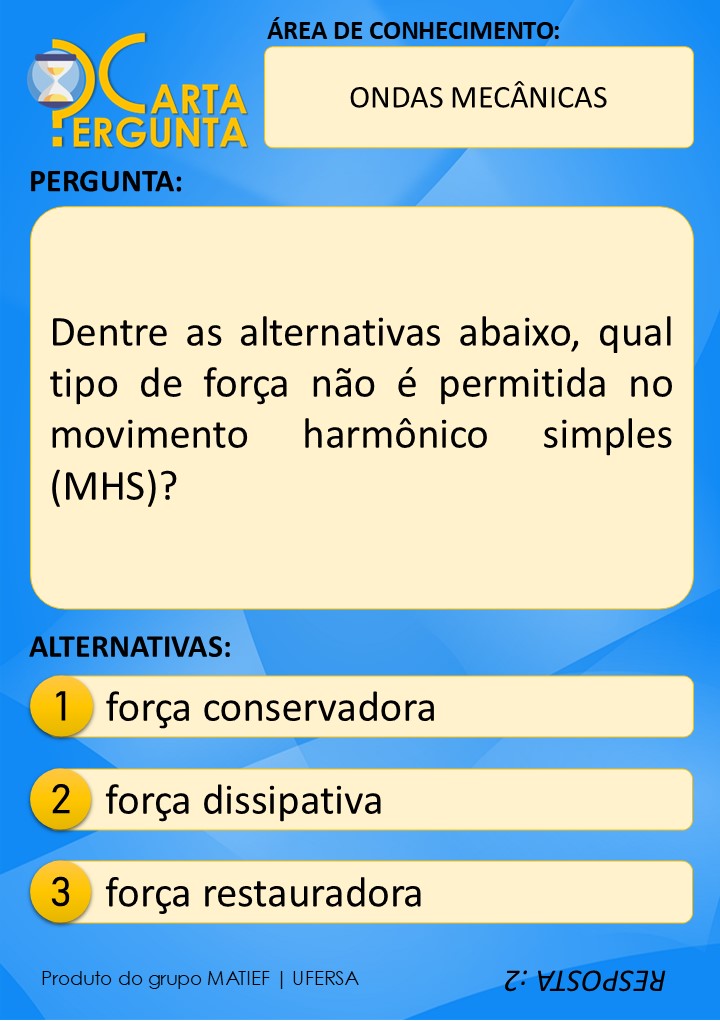 ÁREA DE CONHECIMENTO:
CARTA
PERGUNTA
ONDAS MECÂNICAS
PERGUNTA:
Dentre as alternativas abaixo, qual
tipo de força não é permitida no
movimento harmônico simples
(MHS)?
ALTERNATIVAS:
1 força conservadora
2 força dissipativa
3 força restauradora
Produto do grupo MATIEF | UFERSA
RESPOSTA :2